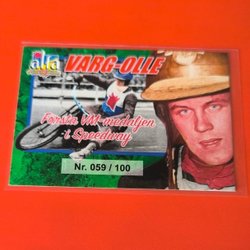 alfa
VARG-OLLE
Första VM-medaljen
i Speedway
Nr. 059 / 100